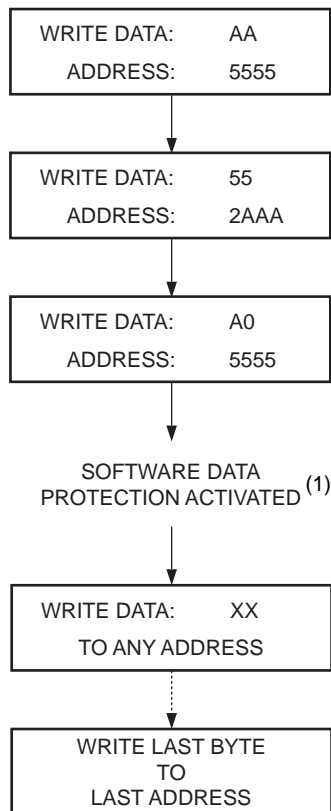 WRITE DATA: AA
ADDRESS: 5555
WRITE DATA: 55
ADDRESS: 2AAA
WRITE DATA: A0
ADDRESS: 5555
SOFTWARE DATA
PROTECTION ACTIVATED (1)
WRITE DATA: XX
TO ANY ADDRESS
WRITE LAST BYTE
TO
LAST ADDRESS